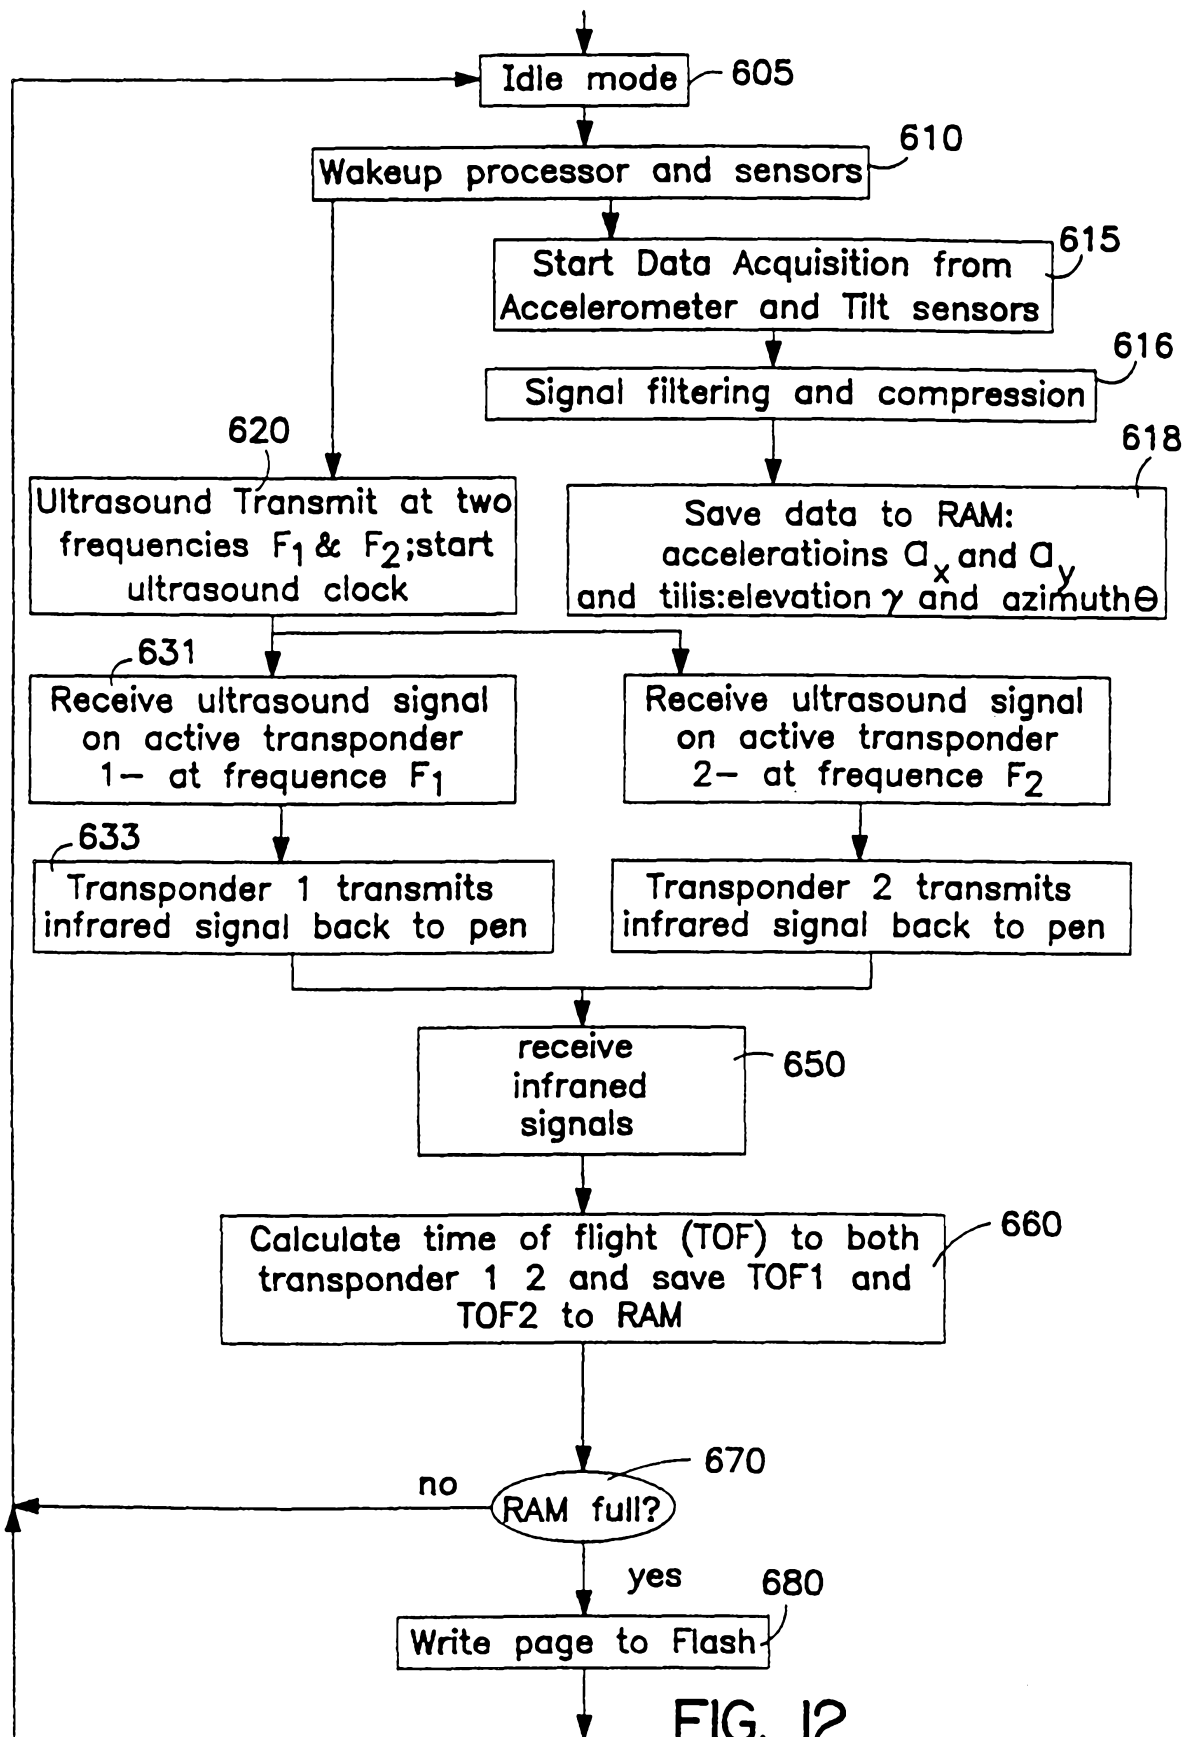 Idle mode
605
610
Wakeup processor and sensors
615
Start Data Acquisition from
Accelerometer and Tilt sensors
616
Signal filtering and compression
620
618
Ultrasound Transmit at two
frequencies F1 & F2;start
ultrasound clock
Save data to RAM:
acceleratioins ax and ay
and tilis:elevation γ and azimuthθ
631
Receive ultrasound signal
on active transponder
1- at frequence F1
Receive ultrasound signal
on active transponder
2- at frequence F2
633
Transponder 1 transmits
infrared signal back to pen
Transponder 2 transmits
infrared signal back to pen
receive
infraned
signals
650
660
Calculate time of flight (TOF) to both
transponder 1 2 and save TOF1 and
TOF2 to RAM
670
no
RAM full?
yes
680
Write page to Flash
FIG. 12